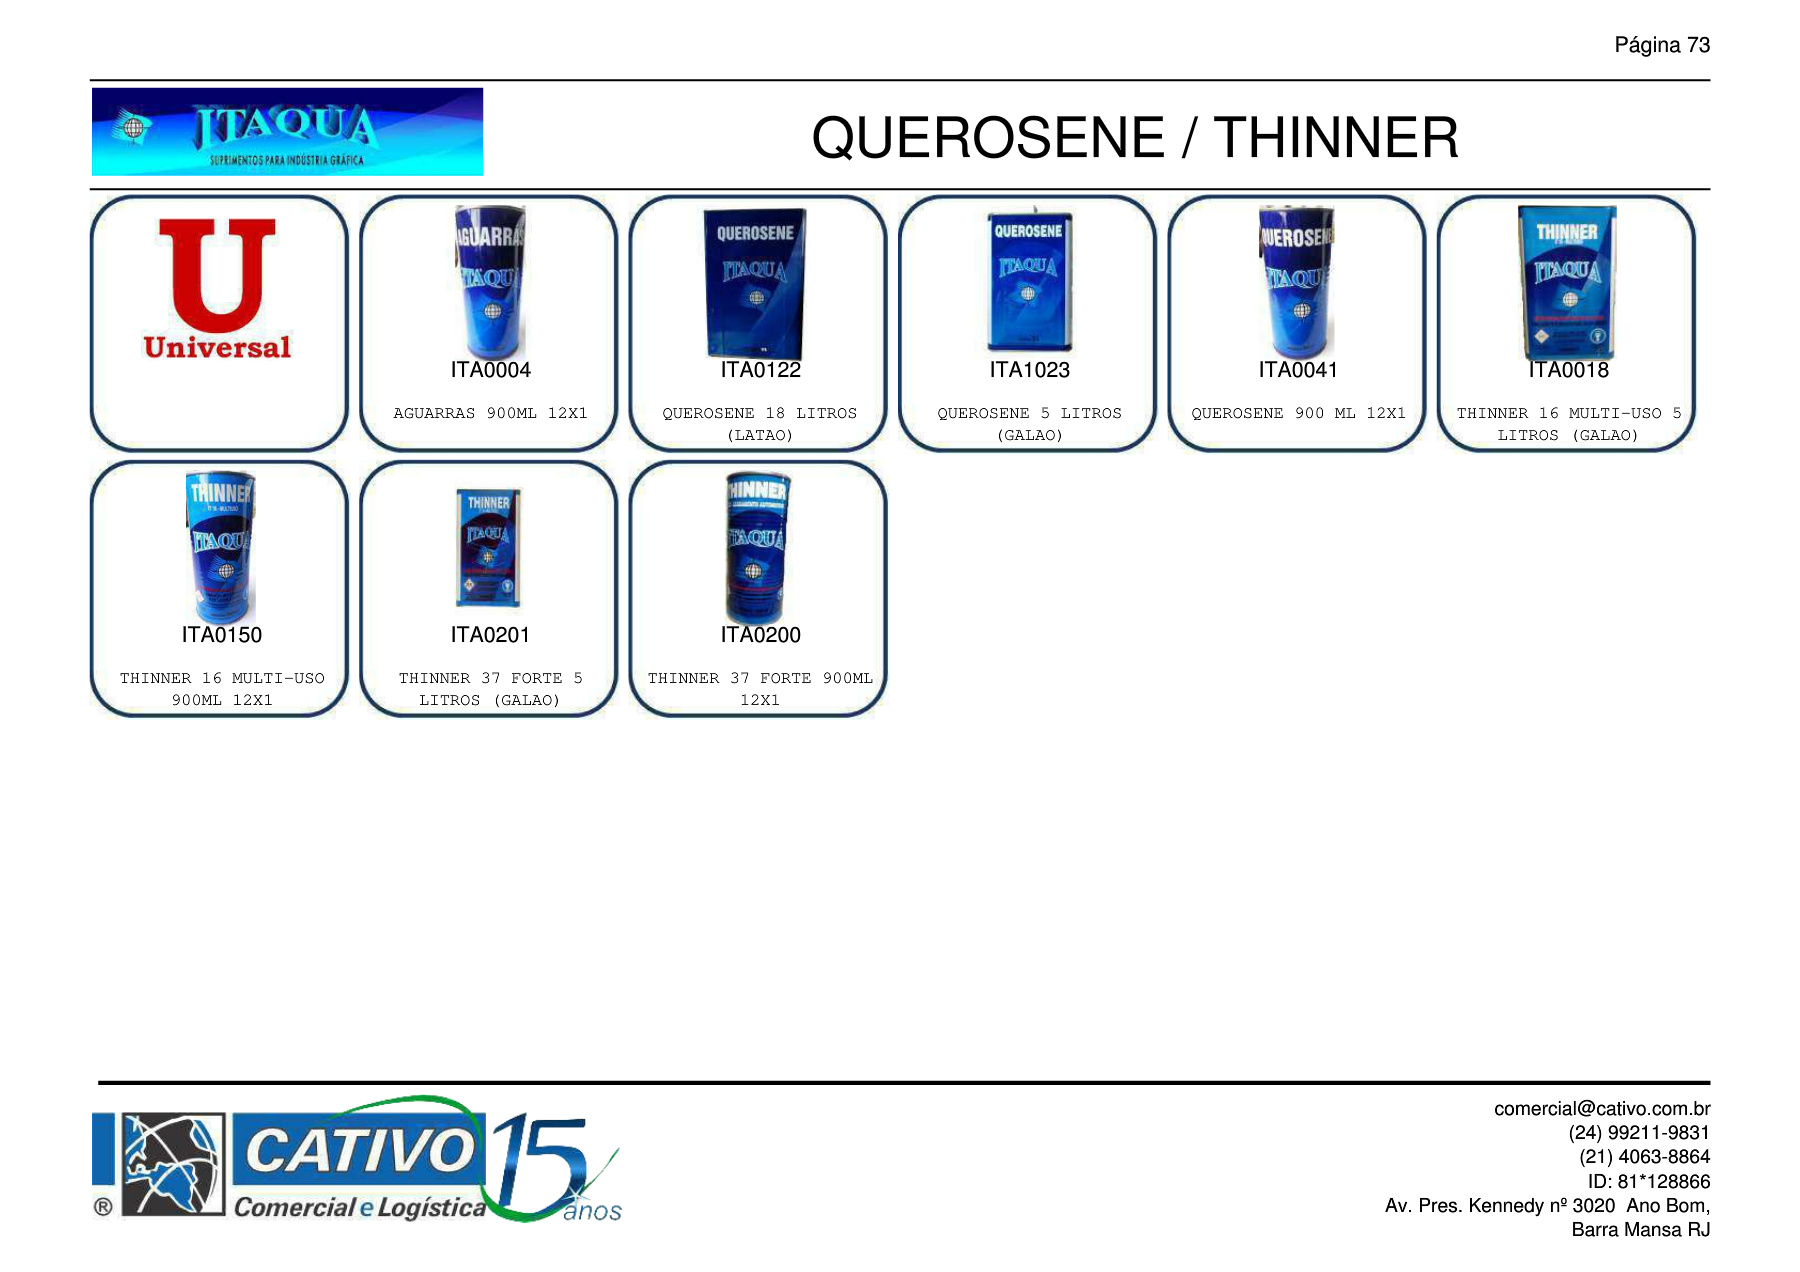 Página 73
ITAQUA
SUPRIMENTOS PARA INDÚSTRIA GRÁFICA
QUEROSENE / THINNER
U
Universal
AGUARRAS
ITAQUA
ITA0004
AGUARRAS 900ML 12X1
QUEROSENE
ITAQUA
ITA0122
QUEROSENE 18 LITROS
(LATAO)
QUEROSENE
ITAQUA
ITA1023
QUEROSENE 5 LITROS
(GALAO)
QUEROSENE
ITAQUA
ITA0041
QUEROSENE 900 ML 12X1
THINNER
ITAQUA
ITA0018
THINNER 16 MULTI-USO 5
LITROS (GALAO)
THINNER
ITAQUA
ITA0150
THINNER 16 MULTI-USO
900ML 12X1
THINNER
ITAQUA
ITA0201
THINNER 37 FORTE 5
LITROS (GALAO)
THINNER
ITAQUA
ITA0200
THINNER 37 FORTE 900ML
12X1
CATIVO
Comercial e Logística
®
15
anos
comercial@cativo.com.br
(24) 99211-9831
(21) 4063-8864
ID: 81*128866
Av. Pres. Kennedy nº 3020 Ano Bom,
Barra Mansa RJ